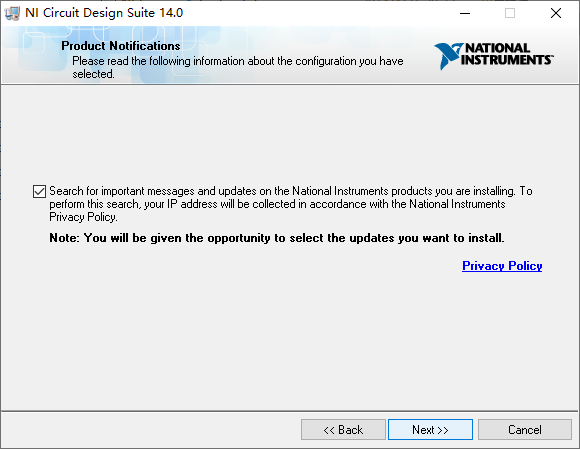 NI Circuit Design Suite 14.0
Product Notifications
Please read the following information about the configuration you have
selected.
NATIONAL
INSTRUMENTS™
Search for important messages and updates on the National Instruments products you are installing. To
perform this search, your IP address will be collected in accordance with the National Instruments
Privacy Policy.
Note: You will be given the opportunity to select the updates you want to install.
Privacy Policy
<< Back
Next >>
Cancel